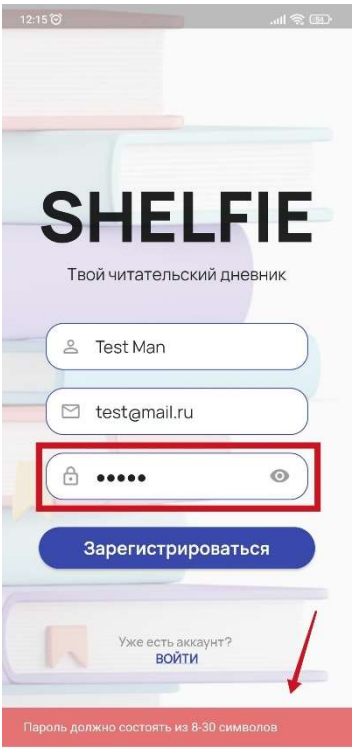 12:15
54
SHELFIE
Твой читательский дневник
Test Man
test@mail.ru
•••••
Зарегистрироваться
Уже есть аккаунт?
ВОЙТИ
Пароль должно состоять из 8-30 символов